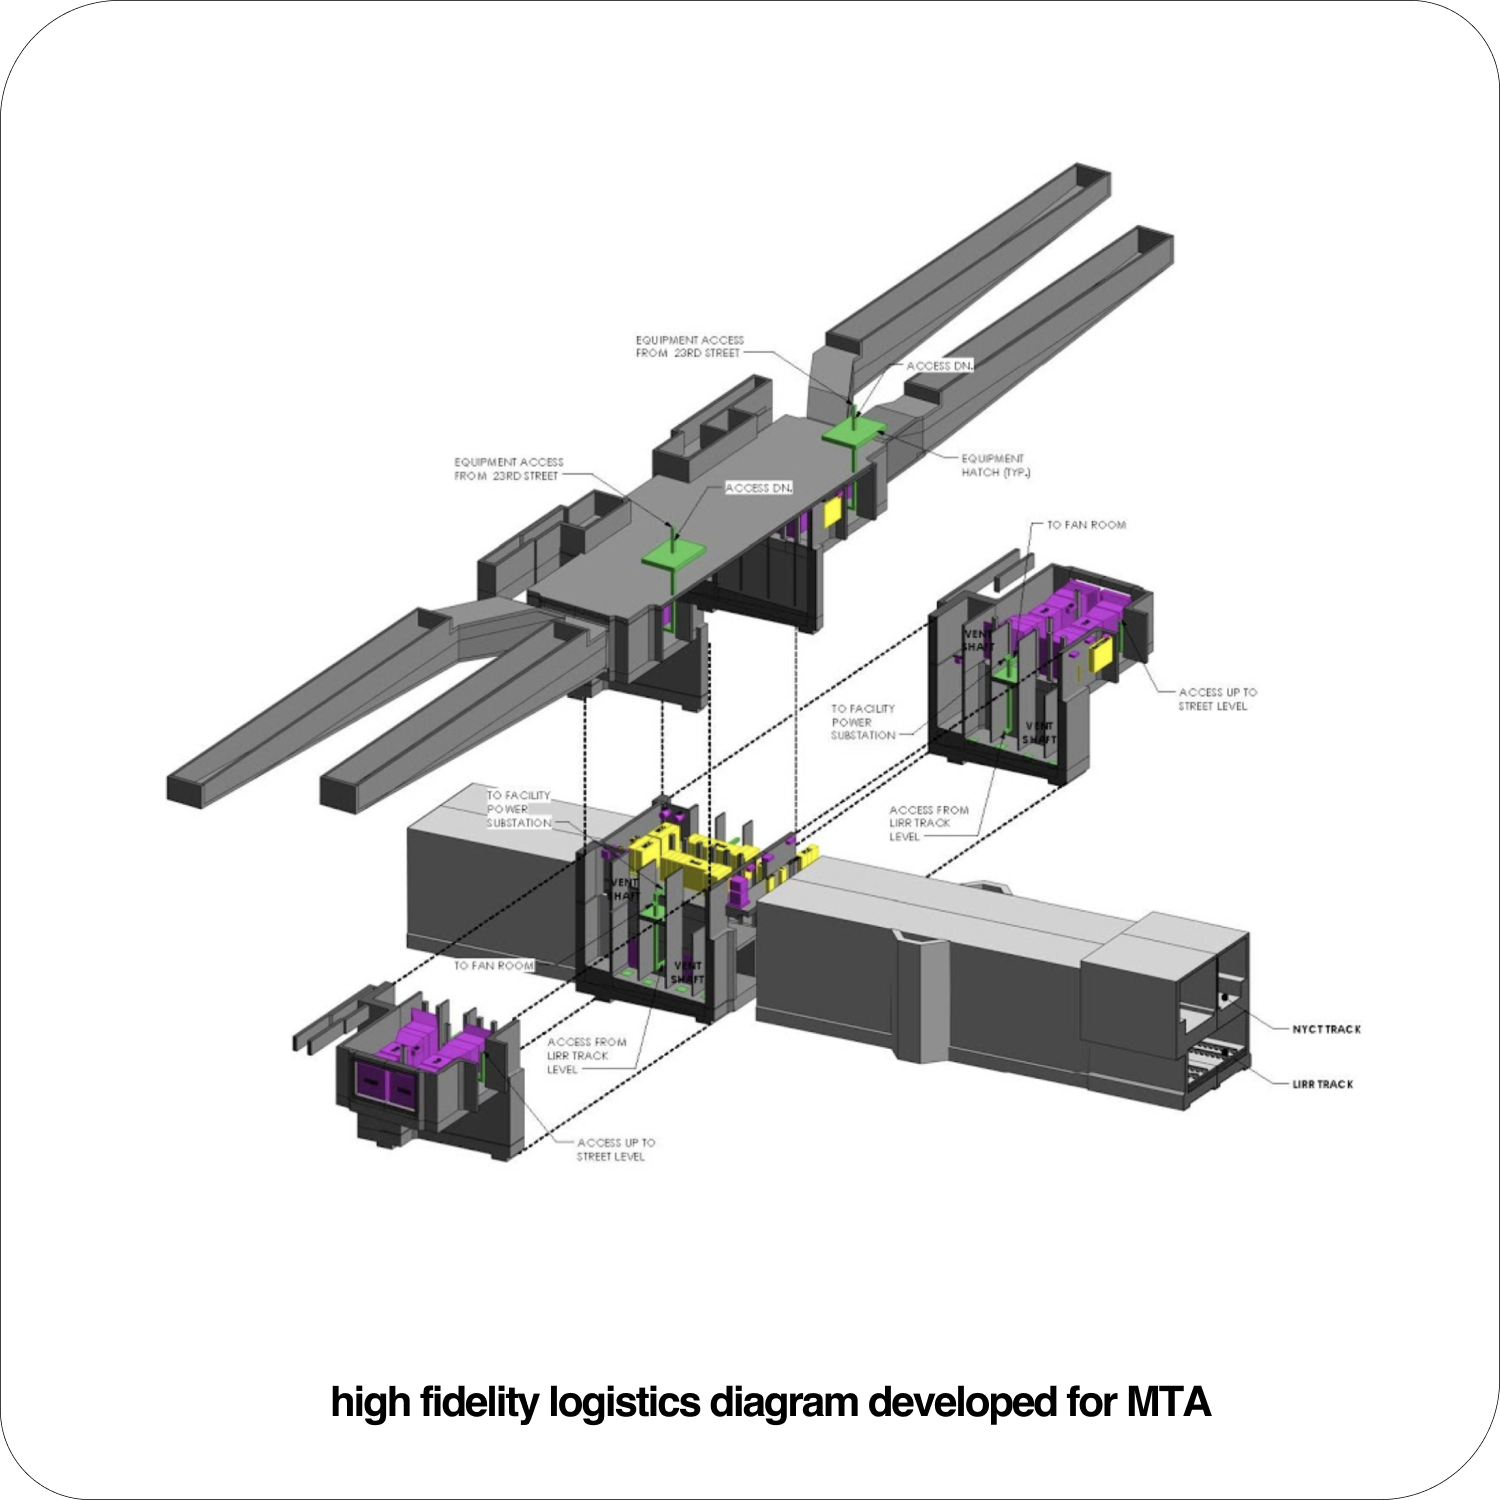 EQUIPMENT ACCESS
FROM 23RD STREET
ACCESS DN.
EQUIPMENT ACCESS
FROM 23RD STREET
ACCESS DN.
EQUIPMENT
HATCH (TYP.)
TO FAN ROOM
VENT
SHAFT
ACCESS UP TO
STREET LEVEL
TO FACILITY
POWER
SUBSTATION
VENT
SHAFT
TO FACILITY
POWER
SUBSTATION
ACCESS FROM
LIRR TRACK
LEVEL
VENT
SHAFT
TO FAN ROOM
VENT
SHAFT
ACCESS FROM
LIRR TRACK
LEVEL
NYCT TRACK
LIRR TRACK
ACCESS UP TO
STREET LEVEL
high fidelity logistics diagram developed for MTA